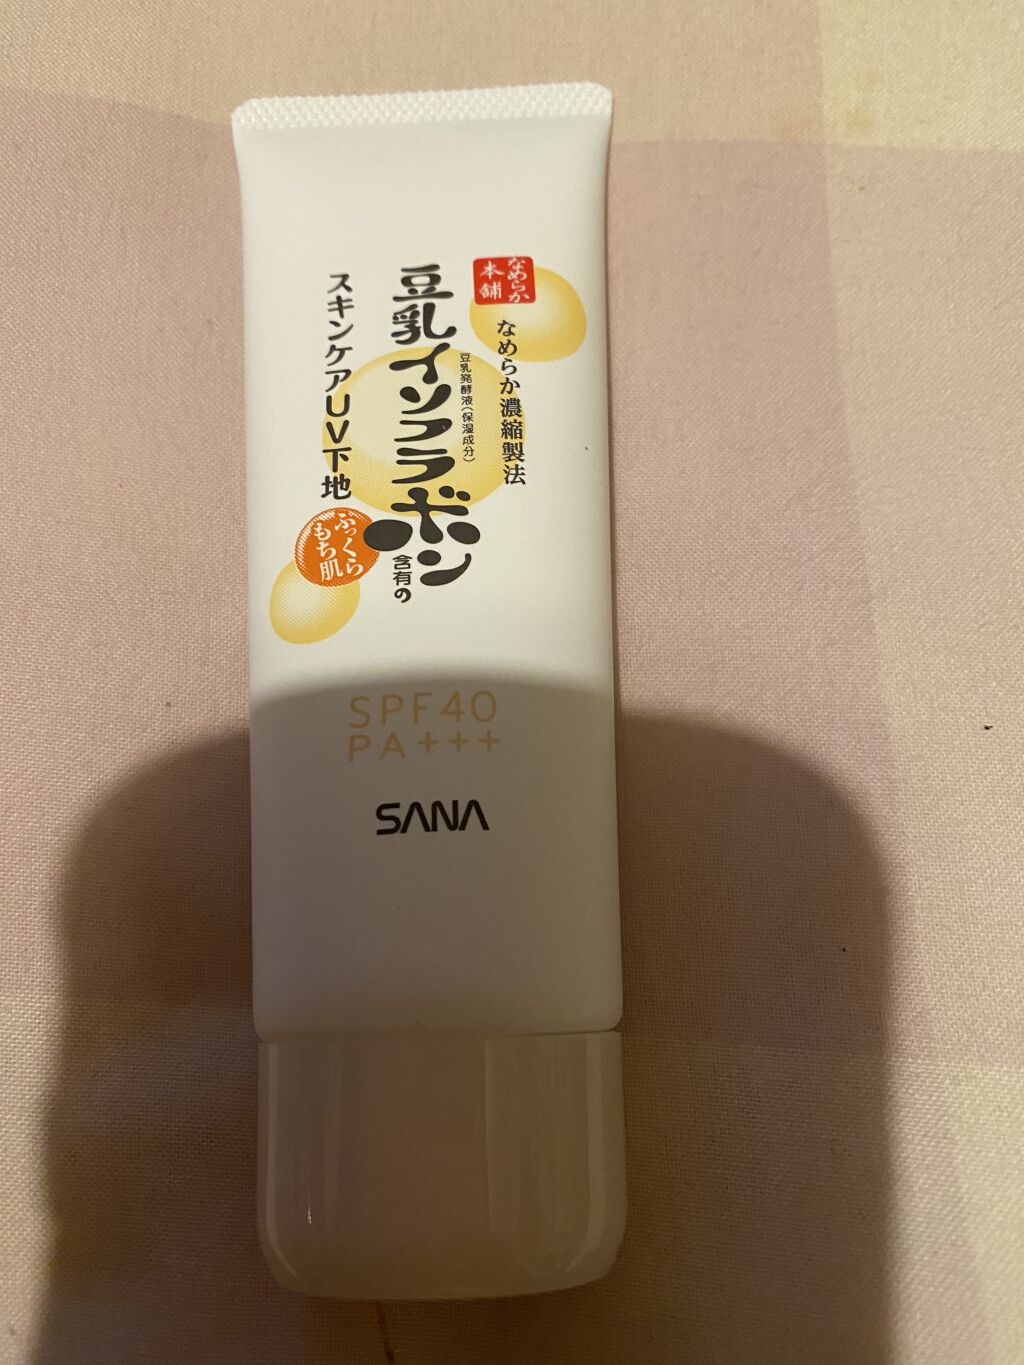 なめらか
本舗
なめらか濃縮製法
豆乳発酵液(保湿成分)
豆乳イソフラボン
含有の
スキンケアUV下地
ふっくら
もち肌
SPF40
PA+++
SANA